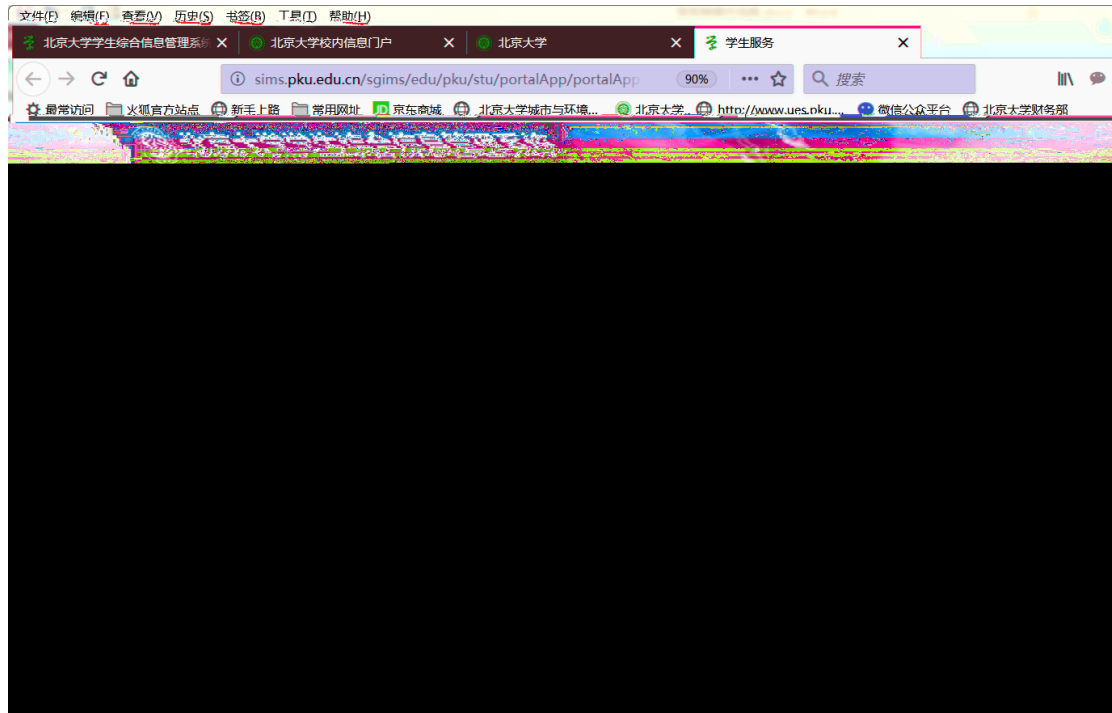 文件(F) 编辑(E) 查看(V) 历史(S) 书签(B) 工具(T) 帮助(H)
北京大学学生综合信息管理系统 北京大学校内信息门户 北京大学 学生服务
sims.pku.edu.cn/sgims/edu/pku/stu/portalApp/portalApp 90% 搜索
最常访问 火狐官方站点 新手上路 常用网址 JD 京东商城 北京大学城市与环境... 北京大学 http://www.ues.pku... 微信公众平台 北京大学财务部